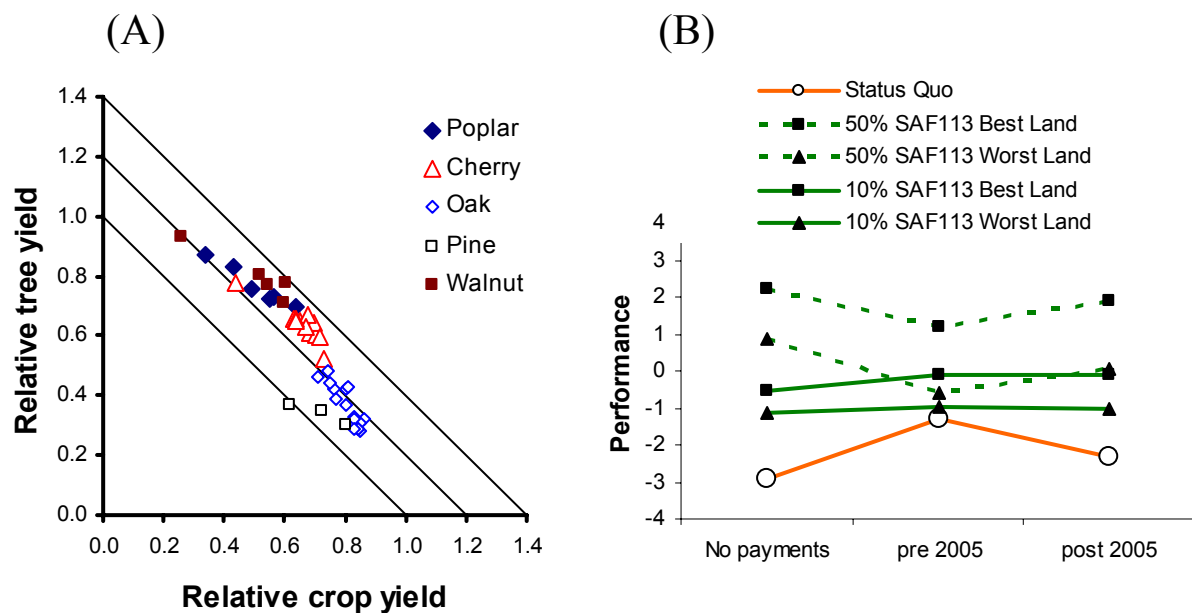 (A)
1.4
1.2
1.0
0.8
0.6
0.4
0.2
0.0
Relative tree yield
0.0 0.2 0.4 0.6 0.8 1.0 1.2 1.4
Relative crop yield
Poplar
Cherry
Oak
Pine
Walnut
(B)
Status Quo
50% SAF113 Best Land
50% SAF113 Worst Land
10% SAF113 Best Land
10% SAF113 Worst Land
4
3
2
1
0
-1
-2
-3
-4
Performance
No payments pre 2005 post 2005